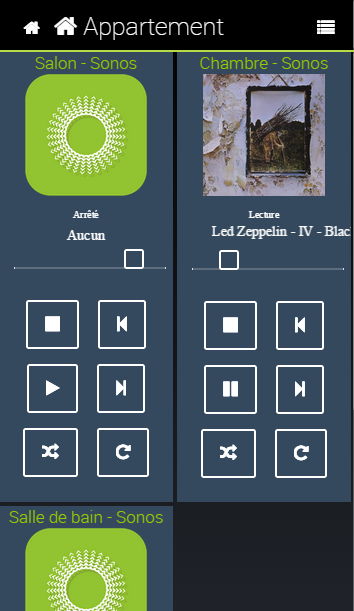 Appartement
Salon - Sonos
Arrêté
Aucun
Chambre - Sonos
Lecture
Led Zeppelin - IV - Blac
Salle de bain - Sonos